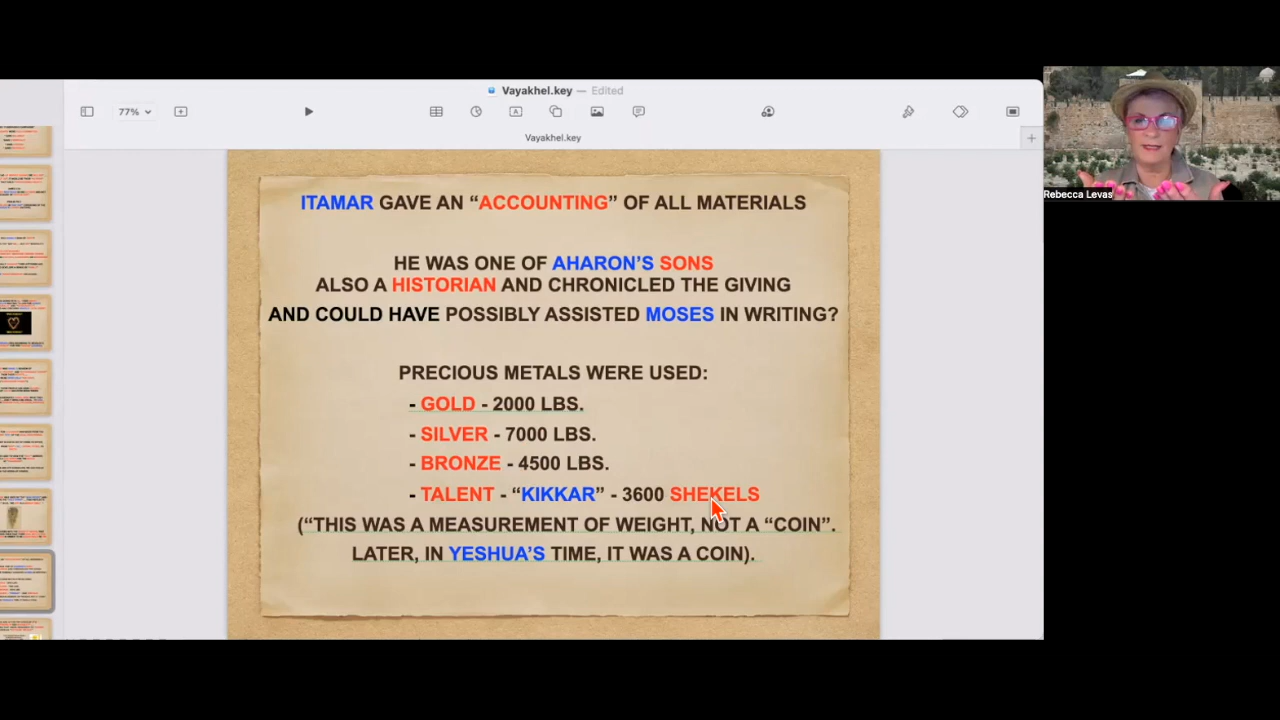 Vayakhel.key — Edited
77%
Vayakhel.key
Rebecca Levas
ITAMAR GAVE AN “ACCOUNTING” OF ALL MATERIALS
HE WAS ONE OF AHARON’S SONS
ALSO A HISTORIAN AND CHRONICLED THE GIVING
AND COULD HAVE POSSIBLY ASSISTED MOSES IN WRITING?
PRECIOUS METALS WERE USED:
- GOLD - 2000 LBS.
- SILVER - 7000 LBS.
- BRONZE - 4500 LBS.
- TALENT - “KIKKAR” - 3600 SHEKELS
(“THIS WAS A MEASUREMENT OF WEIGHT, NOT A “COIN”.
LATER, IN YESHUA’S TIME, IT WAS A COIN).